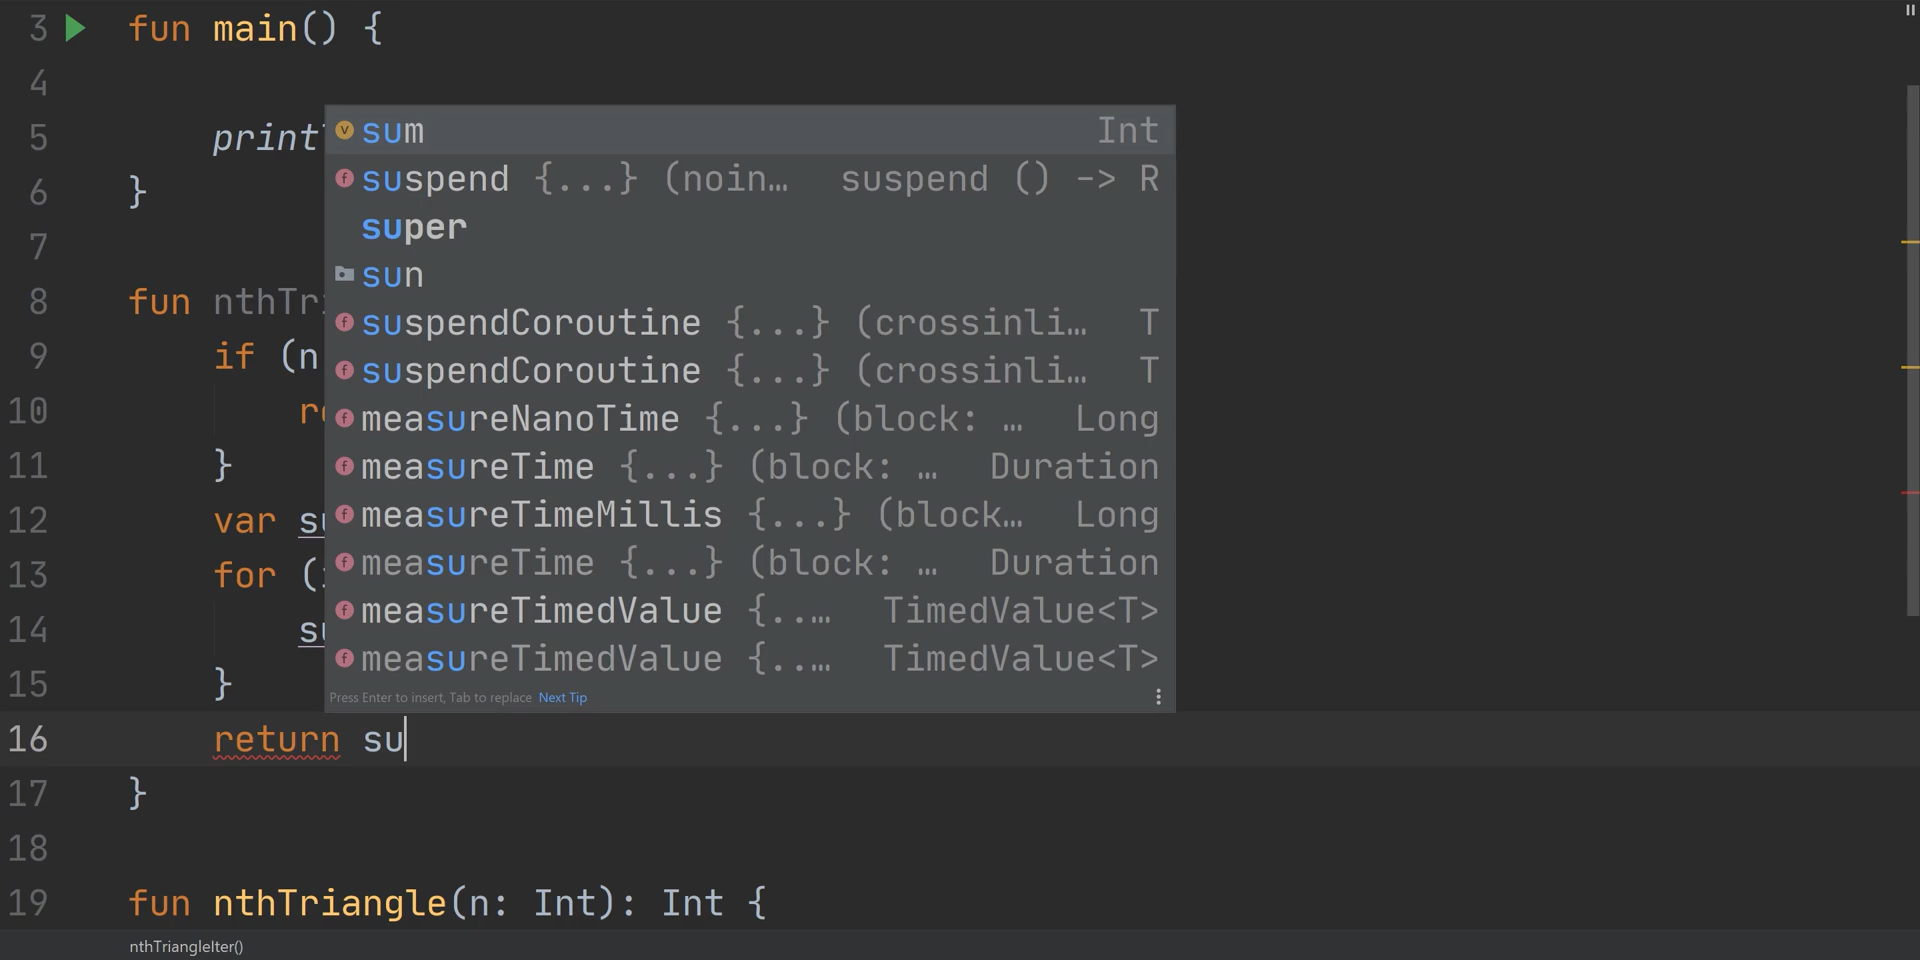 3 fun main() {
4
5 print
6 }
7
8 fun nthTr
9 if (n
10 re
11 }
12 var su
13 for (
14 su
15 }
sum Int
suspend {...} (noin… suspend () -> R
super
sun
suspendCoroutine {...} (crossinli… T
suspendCoroutine {...} (crossinli… T
measureNanoTime {...} (block: … Long
measureTime {...} (block: … Duration
measureTimeMillis {...} (block… Long
measureTime {...} (block: … Duration
measureTimedValue {..… TimedValue<T>
measureTimedValue {..… TimedValue<T>
Press Enter to insert, Tab to replace Next Tip
16 return su
17 }
18
19 fun nthTriangle(n: Int): Int {
nthTriangleIter()